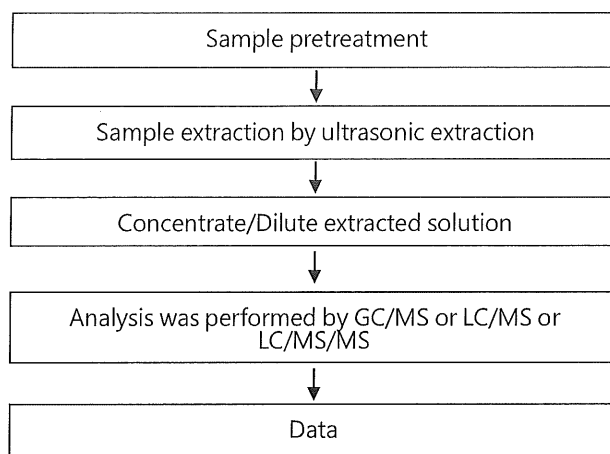 Sample pretreatment
Sample extraction by ultrasonic extraction
Concentrate/Dilute extracted solution
Analysis was performed by GC/MS or LC/MS or
LC/MS/MS
Data